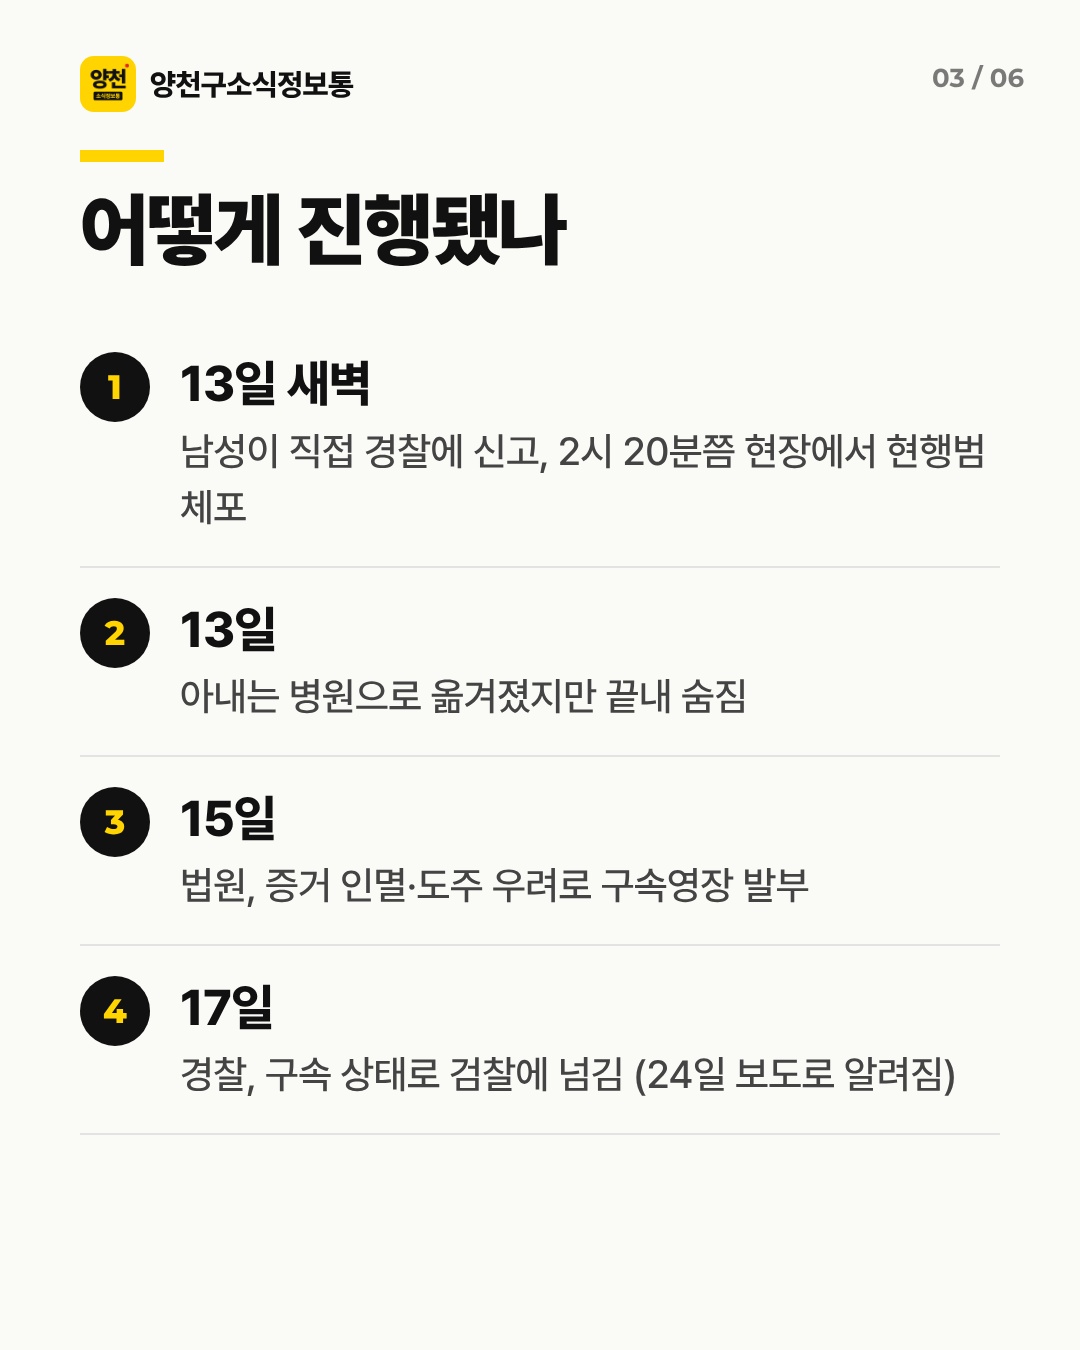 양천
소식정보통
양천구소식정보통
03 / 06
어떻게 진행됐나
1
13일 새벽
남성이 직접 경찰에 신고, 2시 20분쯤 현장에서 현행범
체포
2
13일
아내는 병원으로 옮겨졌지만 끝내 숨짐
3
15일
법원, 증거 인멸·도주 우려로 구속영장 발부
4
17일
경찰, 구속 상태로 검찰에 넘김 (24일 보도로 알려짐)